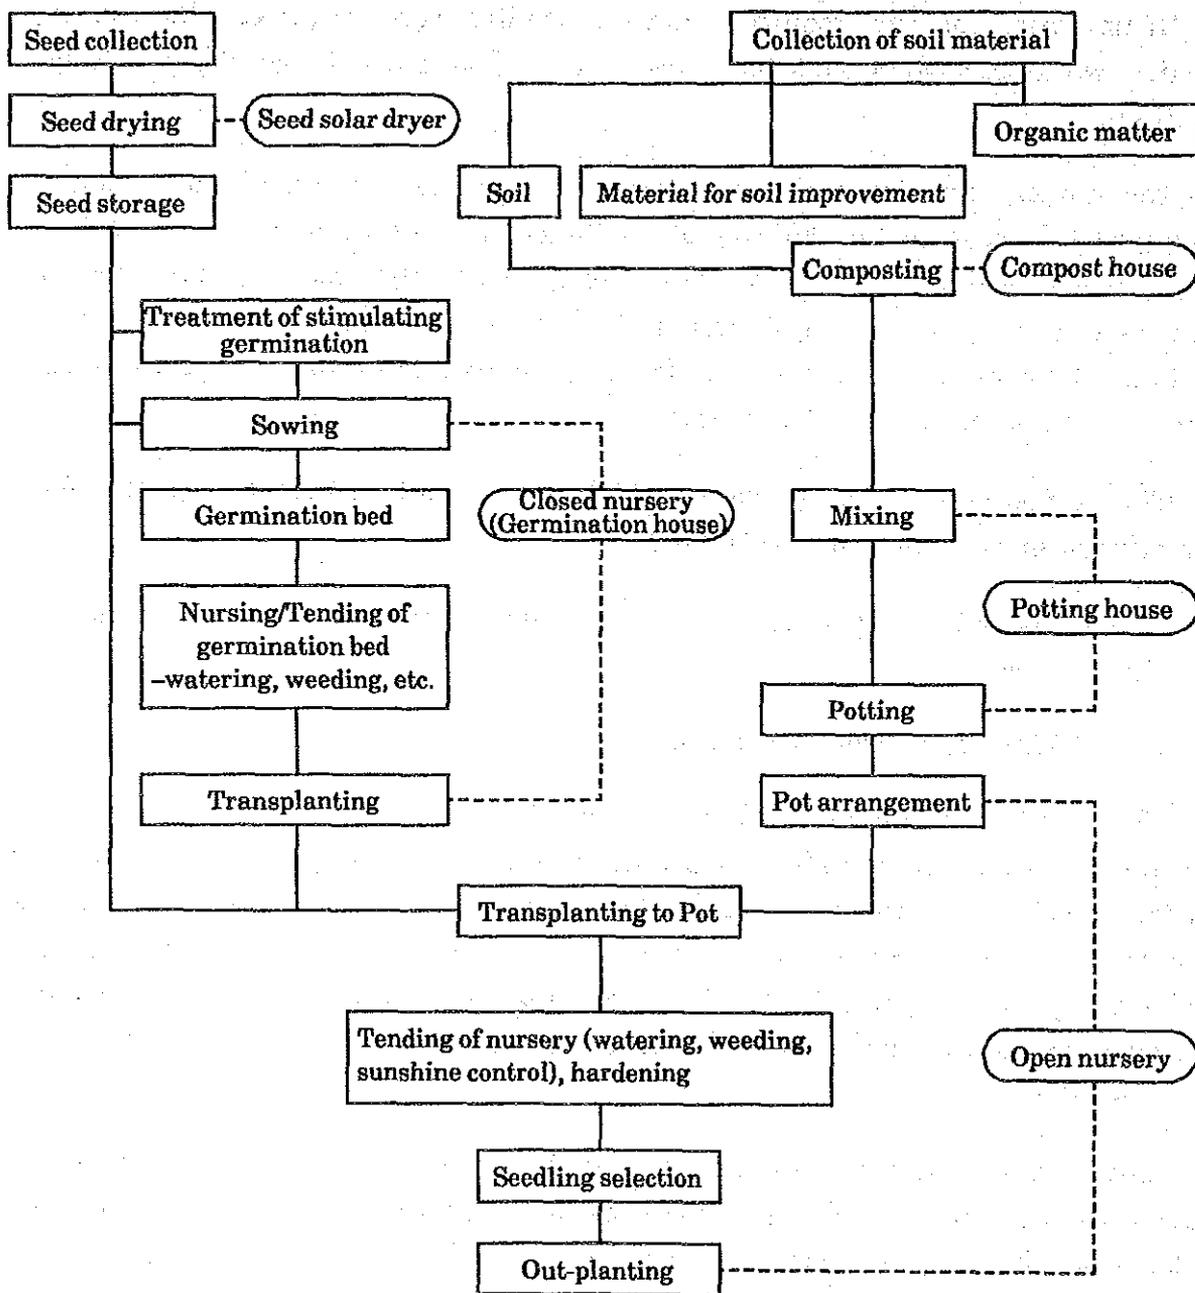 Seed collection
Collection of soil material
Seed drying
Seed solar dryer
Organic matter
Seed storage
Soil
Material for soil improvement
Composting
Compost house
Treatment of stimulating
germination
Sowing
Germination bed
Closed nursery
(Germination house)
Mixing
Nursing/Tending of
germination bed
–watering, weeding, etc.
Potting house
Potting
Transplanting
Pot arrangement
Transplanting to Pot
Tending of nursery (watering, weeding,
sunshine control), hardening
Open nursery
Seedling selection
Out-planting